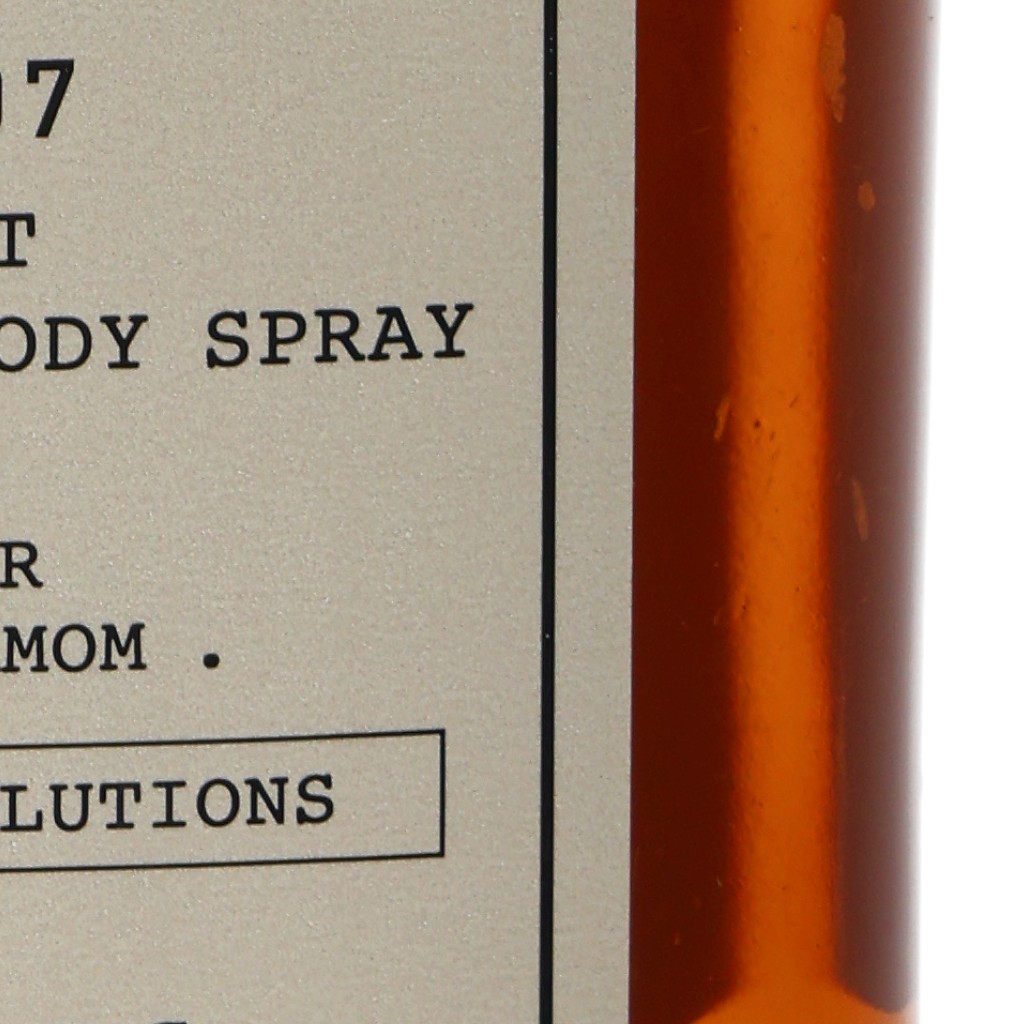 07
T
ODY SPRAY
R
MOM .
LUTIONS